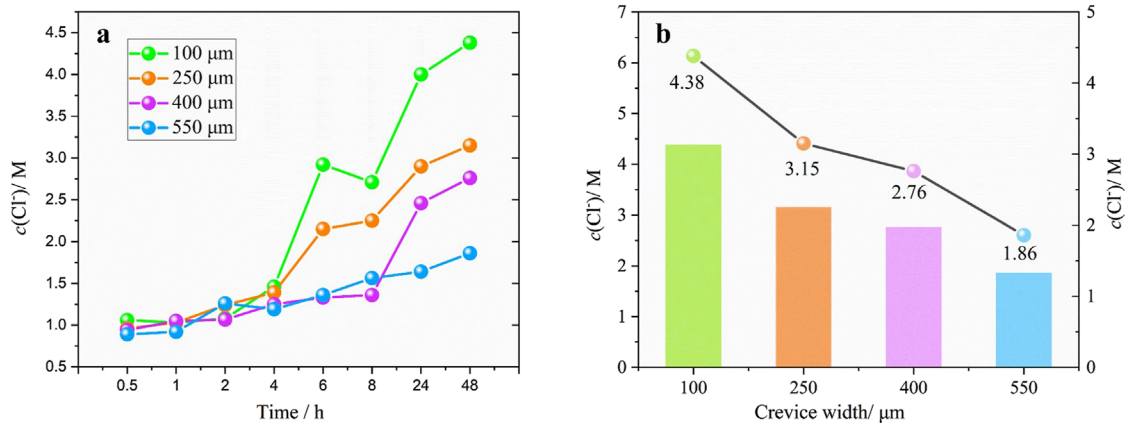 a
100 μm
250 μm
400 μm
550 μm
4.5
4.0
3.5
3.0
2.5
2.0
1.5
1.0
0.5
c(Cl⁻)/ M
0.5 1 2 4 6 8 24 48
Time / h
b
7
6
5
4
3
2
1
0
c(Cl⁻)/ M
4.38
3.15
2.76
1.86
5
4
3
2
1
0
c(Cl⁻)/ M
100 250 400 550
Crevice width/ μm